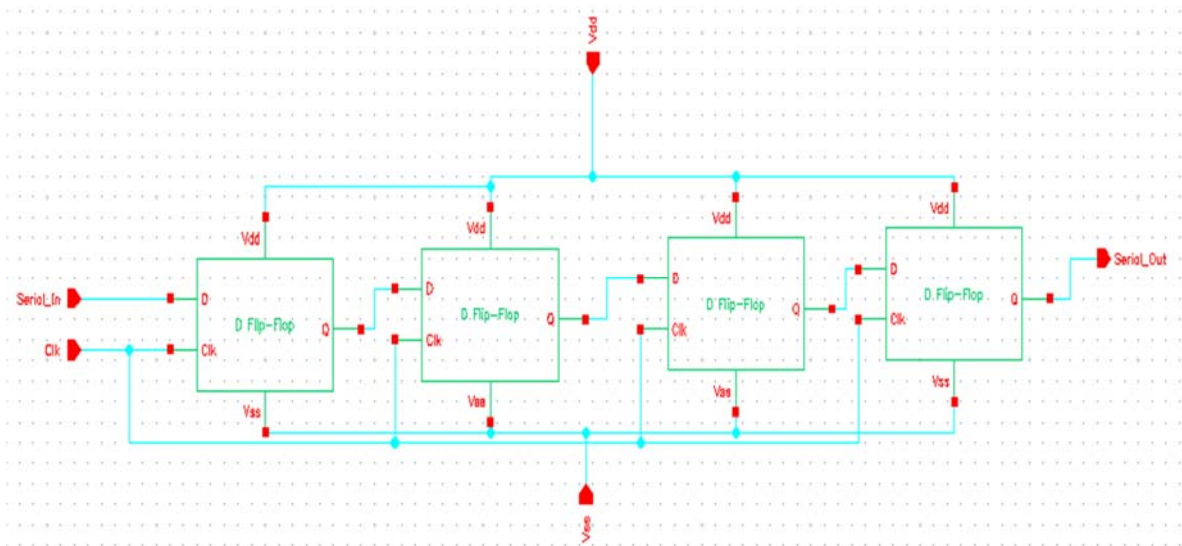 Vdd
Vdd
Vdd
Vdd
Vdd
Serial_In
D
D Flip-Flop
Q
Clk
Clk
Vss
D
D.Flip-Flop
Q
Clk
Vss
D
D Flip-Flop
Q
Clk
Vss
D
D.Flip-Flop
Q
Clk
Vss
Serial_Out
Vss